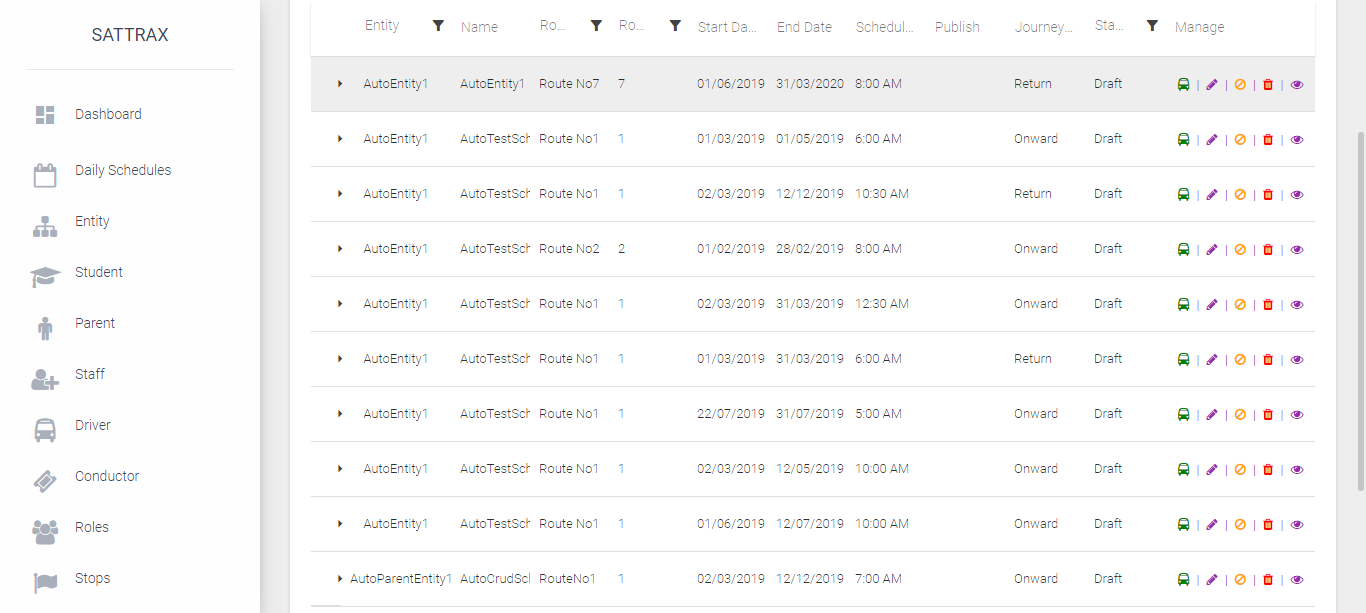 SATTRAX
Dashboard
Daily Schedules
Entity
Student
Parent
Staff
Driver
Conductor
Roles
Stops
Entity Name Ro... Ro... Start Da... End Date Schedul... Publish Journey... Sta... Manage
AutoEntity1 AutoEntity1 Route No7 7 01/06/2019 31/03/2020 8:00 AM Return Draft | | | |
AutoEntity1 AutoTestSch Route No1 1 01/03/2019 01/05/2019 6:00 AM Onward Draft | | | |
AutoEntity1 AutoTestSch Route No1 1 02/03/2019 12/12/2019 10:30 AM Return Draft | | | |
AutoEntity1 AutoTestSch Route No2 2 01/02/2019 28/02/2019 8:00 AM Onward Draft | | | |
AutoEntity1 AutoTestSch Route No1 1 02/03/2019 31/03/2019 12:30 AM Onward Draft | | | |
AutoEntity1 AutoTestSch Route No1 1 01/03/2019 31/03/2019 6:00 AM Return Draft | | | |
AutoEntity1 AutoTestSch Route No1 1 22/07/2019 31/07/2019 5:00 AM Onward Draft | | | |
AutoEntity1 AutoTestSch Route No1 1 02/03/2019 12/05/2019 10:00 AM Onward Draft | | | |
AutoEntity1 AutoTestSch Route No1 1 01/06/2019 12/07/2019 10:00 AM Onward Draft | | | |
AutoParentEntity1 AutoCrudScl RouteNo1 1 02/03/2019 12/12/2019 7:00 AM Onward Draft | | | |